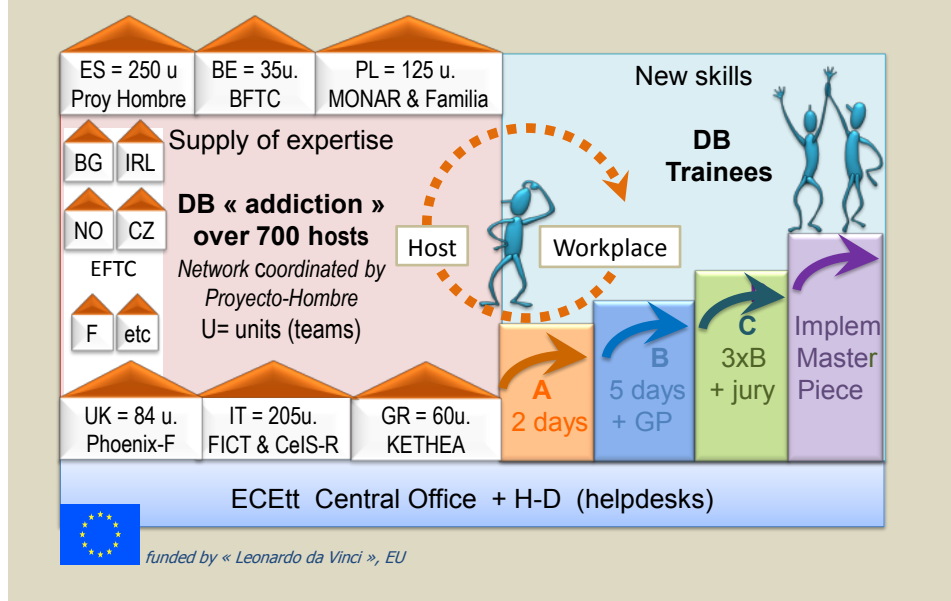 ES = 250 u
Proy Hombre
BE = 35u.
BFTC
PL = 125 u.
MONAR & Familia
BG
IRL
Supply of expertise
NO
CZ
DB « addiction »
over 700 hosts
EFTC
Network coordinated by
Proyecto-Hombre
F
etc
U= units (teams)
Host
Workplace
New skills
DB
Trainees
A
2 days
B
5 days
+ GP
C
3xB
+ jury
Implem
Master
Piece
UK = 84 u.
Phoenix-F
IT = 205u.
FICT & CeIS-R
GR = 60u.
KETHEA
ECEtt Central Office + H-D (helpdesks)
funded by « Leonardo da Vinci », EU